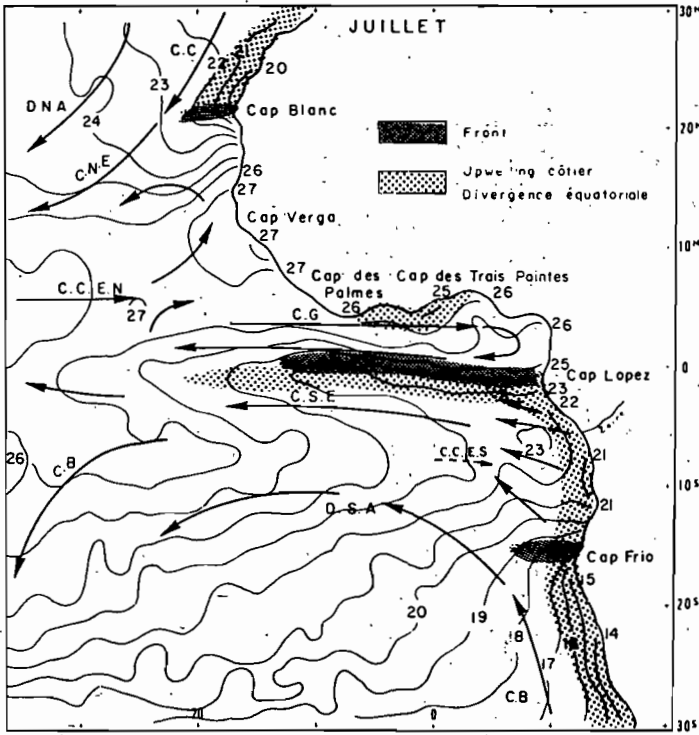 JUILLET
30N
C.C
22 21 20
23
DNA
24
Cap Blanc
Front
20N
C.N.E
26
27
Upwelling côtier
Divergence équatoriale
Cap Verga
10N
27
27
Cap des Palmes
Cap des Trais Pointes
25
26
26
C.C.E.N
27
C.G
26
25
0
Cap Lopez
23
22
C.S.E
23
C.C.E.S
21
26
C.B
10S
21
D.S.A
Cap Frio
15
20
19
18
17
14
20S
C.B
20
0
30S